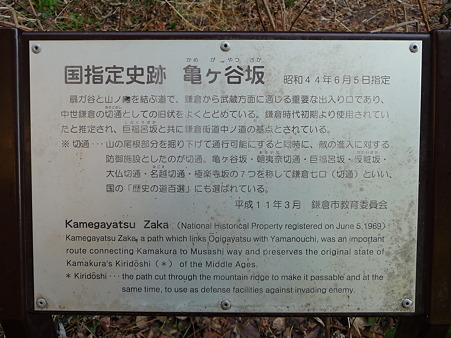 かめ が やつ ざか
国指定史跡 亀ヶ谷坂 昭和44年6月5日指定
扇ガ谷と山ノ内を結ぶ道で、鎌倉から武蔵方面に通じる重要な出入り口であり、
中世鎌倉の切通としての旧状をよくとどめている。鎌倉時代初期より使用されてい
たと推定され、巨福呂坂と共に鎌倉街道中ノ道の基点とされている。
※ 切通・・・山の尾根部分を掘り下げて通行可能にすると同時に、敵の進入に対する
防御施設としたのが切通。亀ヶ谷坂・朝夷奈切通・巨福呂坂・仮粧坂・
大仏切通・名越切通・極楽寺坂の7つを称して鎌倉七口(切通)といい、
国の「歴史の道百選」にも選ばれている。
平成11年3月 鎌倉市教育委員会
Kamegayatsu Zaka (National Historical Property registered on June 5,1969)
Kamegayatsu Zaka, a path which links Ogigayatsu with Yamanouchi, was an important
route connecting Kamakura to Musashi way and preserves the original state of
Kamakura's Kiridōshi (*) of the Middle Ages.
* Kiridōshi ･･･ the path cut through the mountain ridge to make it passable and at the
same time, to use as defense facilities against invading enemy.